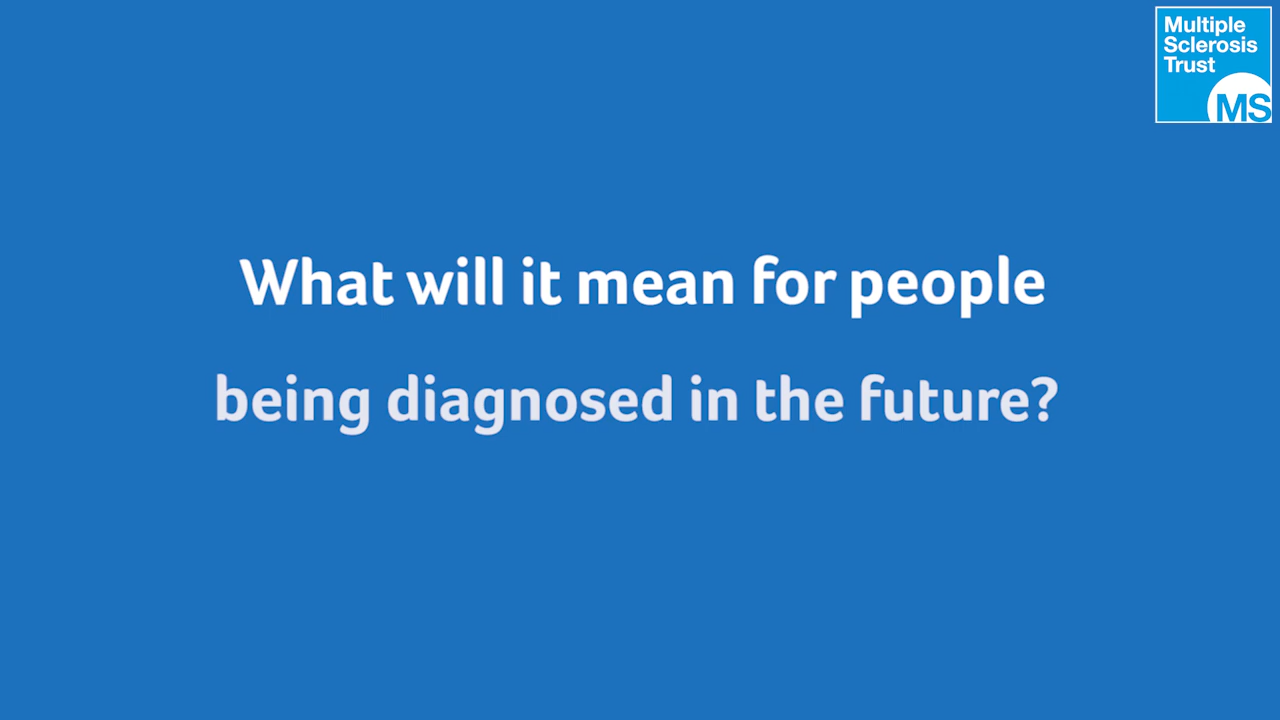 Multiple
Sclerosis
Trust
MS
What will it mean for people
being diagnosed in the future?